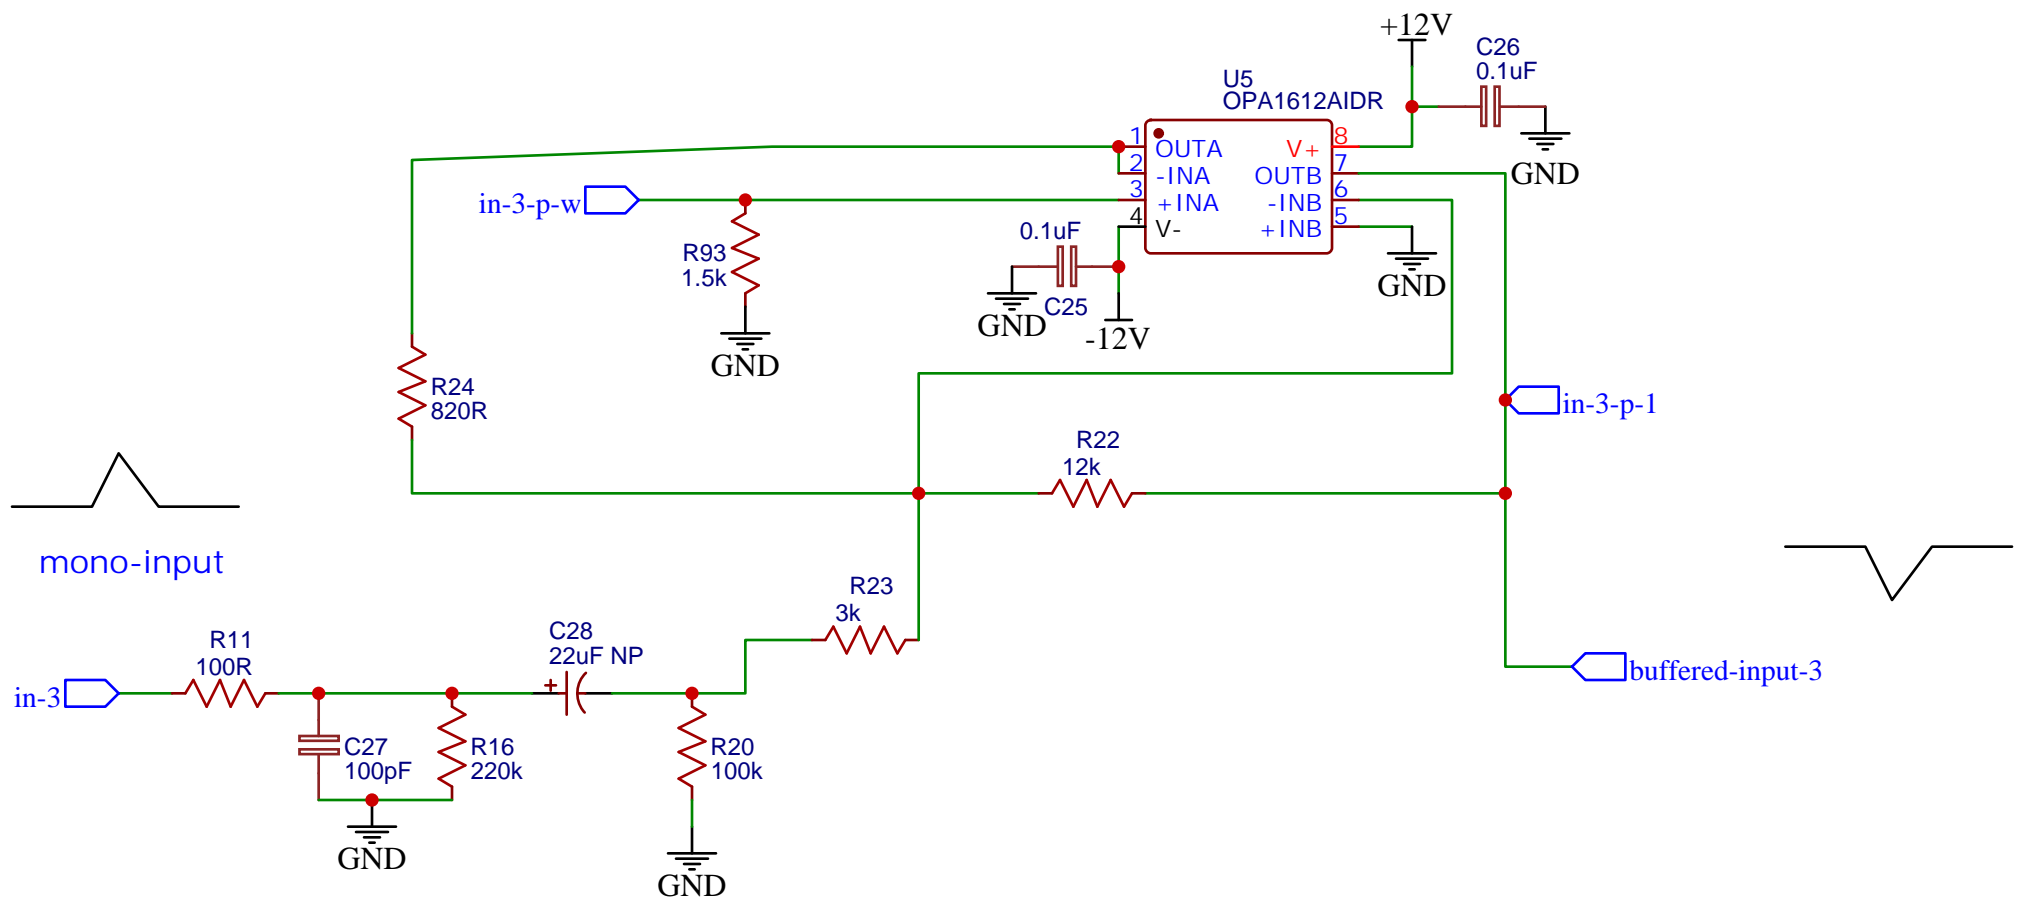 +12V
C26
0.1uF
GND
U5
OPA1612AIDR
1
OUTA
2
-INA
3
+INA
4
V-
8
V+
7
OUTB
6
-INB
5
+INB
GND
in-3-p-w
R93
1.5k
GND
0.1uF
C25
GND
-12V
R24
820R
in-3-p-1
R22
12k
mono-input
R23
3k
R11
100R
C28
22uF NP
+
in-3
buffered-input-3
C27
100pF
R16
220k
R20
100k
GND
GND